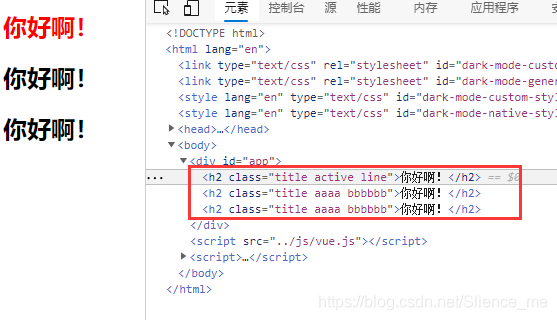 你好啊！
你好啊！
你好啊！
元素 控制台 源 网络 性能 内存 应用程序 安
<!DOCTYPE html>
<html lang="en">
<link type="text/css" rel="stylesheet" id="dark-mode-cust
<link type="text/css" rel="stylesheet" id="dark-mode-gene
<style lang="en" type="text/css" id="dark-mode-custom-sty
<style lang="en" type="text/css" id="dark-mode-native-sty
<head>…</head>
<body>
<div id="app">
<h2 class="title active line">你好啊！</h2> == $0
<h2 class="title aaaa bbbbbb">你好啊！</h2>
<h2 class="title aaaa bbbbbb">你好啊！</h2>
</div>
<script src="../js/vue.js"></script>
<script>…</script>
</body>
</html>
https://blog.csdn.net/Slience_me